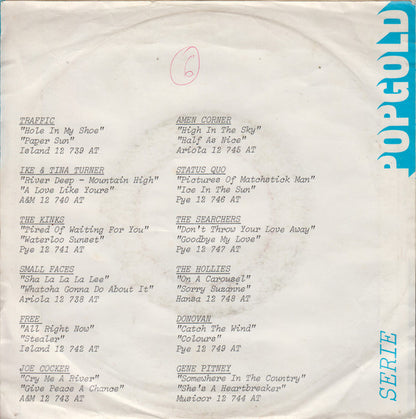 6
POPGOLD
SERIE
TRAFFIC
"Hole In My Shoe"
"Paper Sun"
Island 12 739 AT
IKE & TINA TURNER
"River Deep - Mountain High"
"A Love Like Yours"
A&M 12 740 AT
THE KINKS
"Tired Of Waiting For You"
"Waterloo Sunset"
Pye 12 741 AT
SMALL FACES
"Sha La La La Lee"
"Whatcha Gonna Do About It"
Ariola 12 738 AT
FREE
"All Right Now"
"Stealer"
Island 12 742 AT
JOE COCKER
"Cry Me A River"
"Give Peace A Chance"
A&M 12 743 AT
AMEN CORNER
"High In The Sky"
"Half As Nice"
Ariola 12 745 AT
STATUS QUO
"Pictures Of Matchstick Man"
"Ice In The Sun"
Pye 12 746 AT
THE SEARCHERS
"Don't Throw Your Love Away"
"Goodbye My Love"
Pye 12 747 AT
THE HOLLIES
"On A Carousel"
"Sorry Suzanne"
Hansa 12 748 AT
DONOVAN
"Catch The Wind"
"Colours"
Pye 12 749 AT
GENE PITNEY
"Somewhere In The Country"
"She's A Heartbreaker"
Musicor 12 744 AT